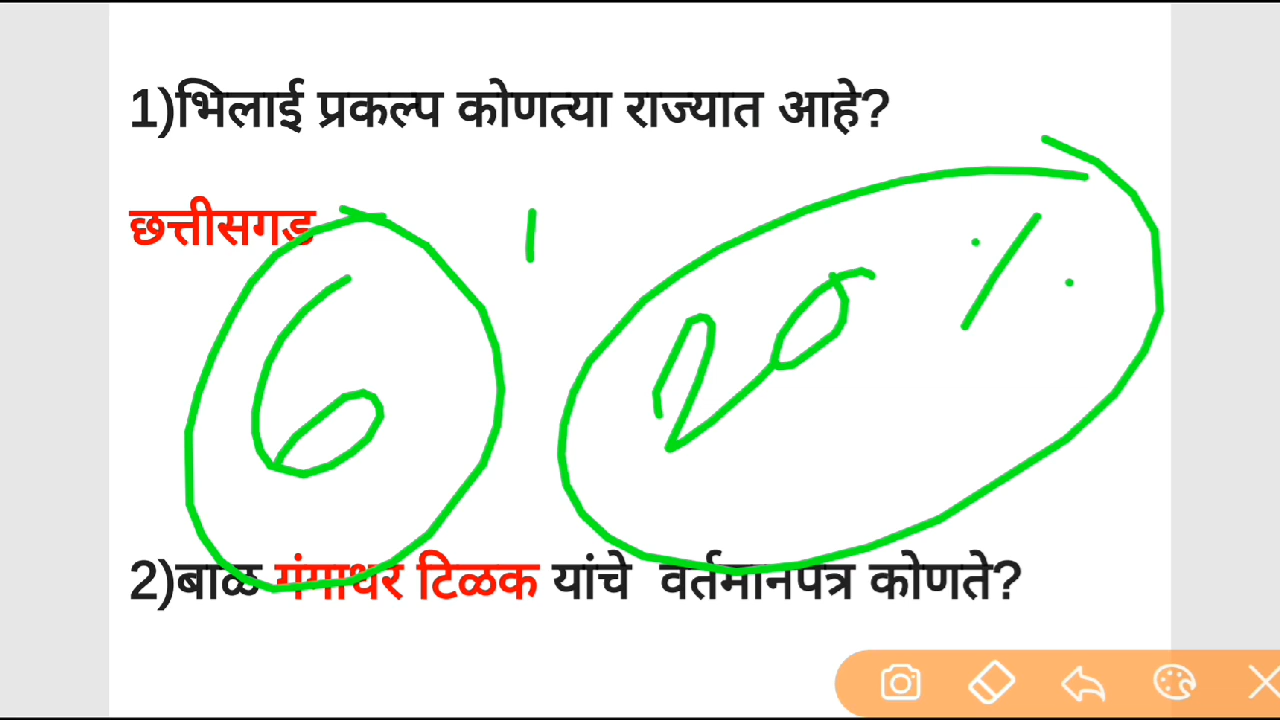 1)भिलाई प्रकल्प कोणत्या राज्यात आहे?
छत्तीसगड
6 20 %
2)बाळ गंगाधर टिळक यांचे वर्तमानपत्र कोणते?